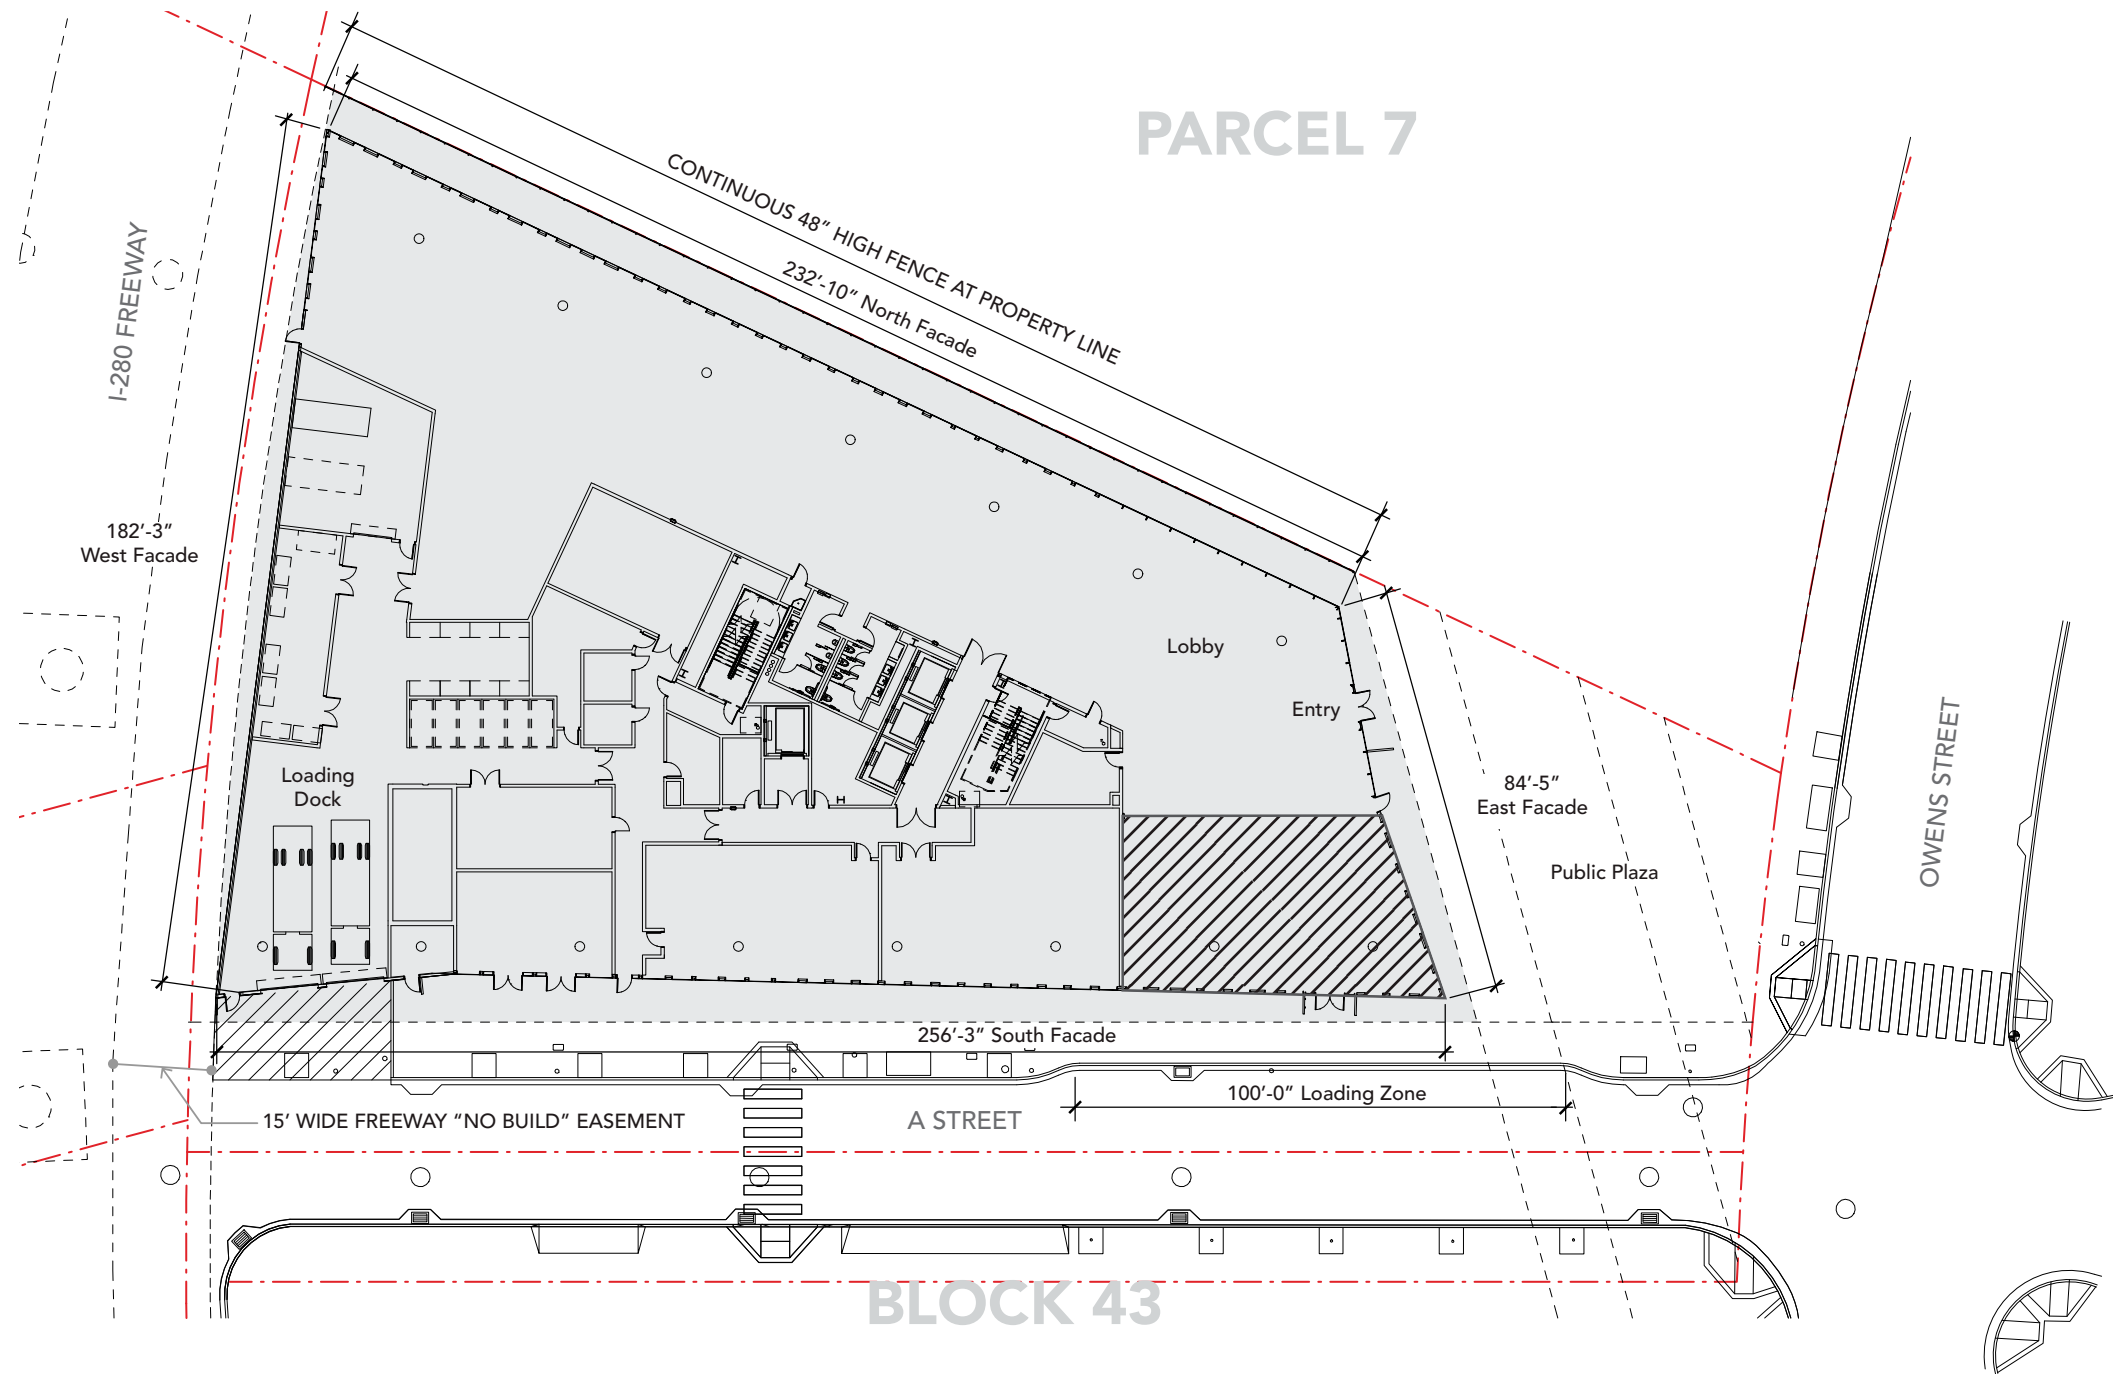 PARCEL 7
CONTINUOUS 48” HIGH FENCE AT PROPERTY LINE
232’-10” North Facade
I-280 FREEWAY
182’-3”
West Facade
Lobby
Entry
Loading
Dock
84’-5”
East Facade
Public Plaza
OWENS STREET
256’-3” South Facade
100’-0” Loading Zone
15’ WIDE FREEWAY “NO BUILD” EASEMENT
A STREET
BLOCK 43